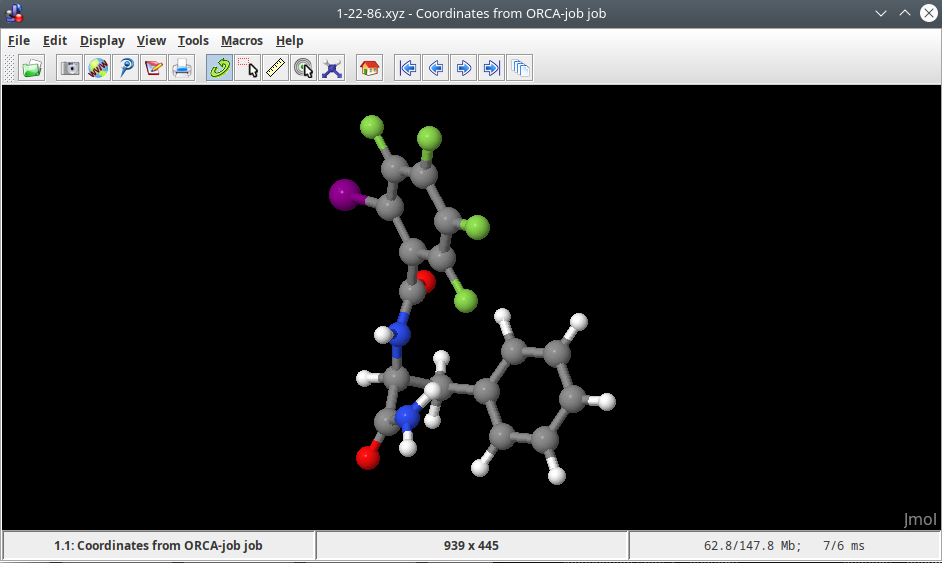 1-22-86.xyz - Coordinates from ORCA-job job
File Edit Display View Tools Macros Help
Jmol
1.1: Coordinates from ORCA-job job 939 x 445 62.8/147.8 Mb; 7/6 ms